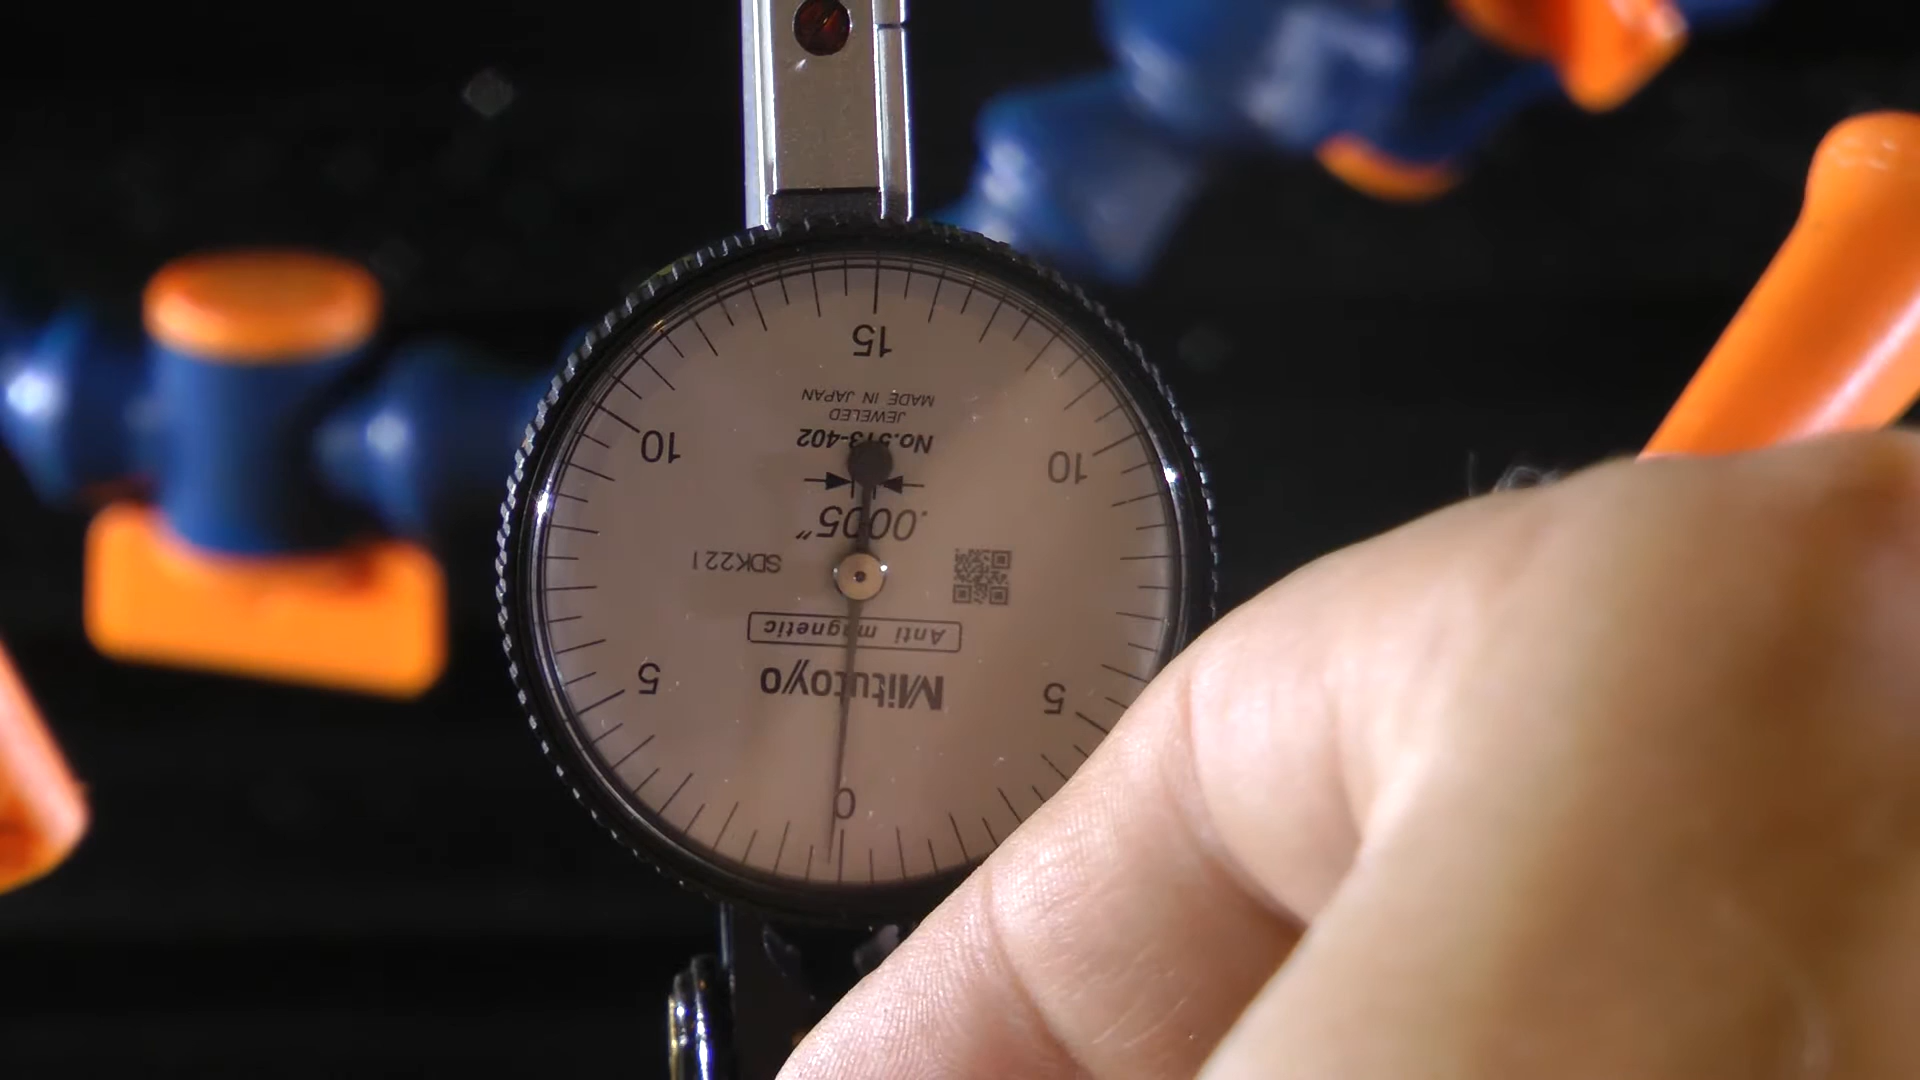 0
5 5
Mitutoyo
Anti magnetic
SDK221
.0005"
10 10
No.513-402
JEWELED
MADE IN JAPAN
15